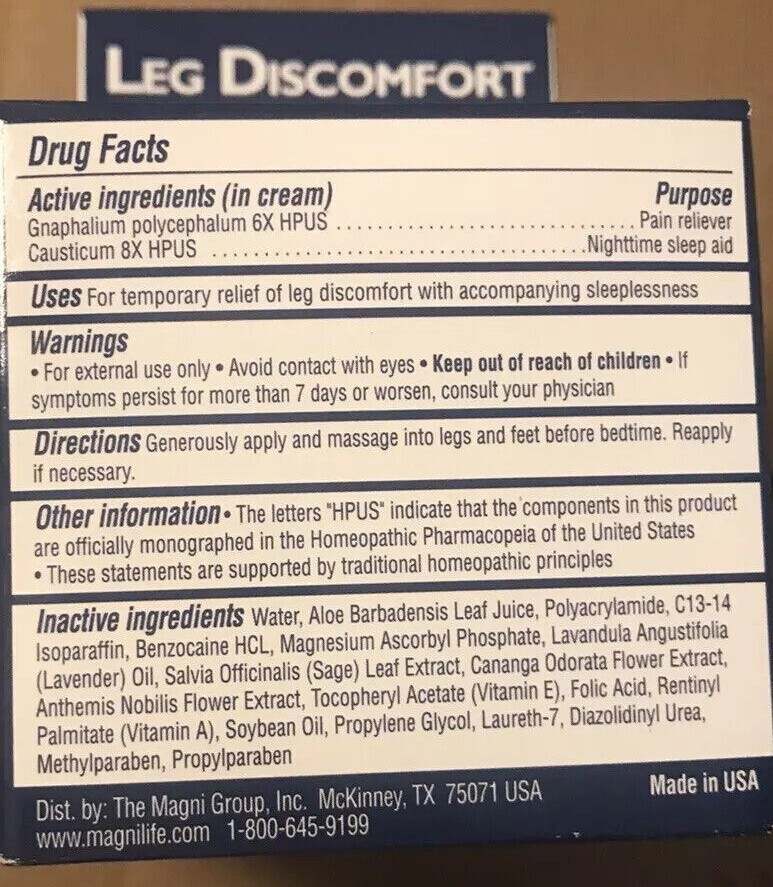 LEG DISCOMFORT
Drug Facts
Active ingredients (in cream) Purpose
Gnaphalium polycephalum 6X HPUS ............................. Pain reliever
Causticum 8X HPUS ....................................Nighttime sleep aid
Uses For temporary relief of leg discomfort with accompanying sleeplessness
Warnings
• For external use only • Avoid contact with eyes • Keep out of reach of children • If
symptoms persist for more than 7 days or worsen, consult your physician
Directions Generously apply and massage into legs and feet before bedtime. Reapply
if necessary.
Other information • The letters "HPUS" indicate that the components in this product
are officially monographed in the Homeopathic Pharmacopeia of the United States
• These statements are supported by traditional homeopathic principles
Inactive ingredients Water, Aloe Barbadensis Leaf Juice, Polyacrylamide, C13-14
Isoparaffin, Benzocaine HCL, Magnesium Ascorbyl Phosphate, Lavandula Angustifolia
(Lavender) Oil, Salvia Officinalis (Sage) Leaf Extract, Cananga Odorata Flower Extract,
Anthemis Nobilis Flower Extract, Tocopheryl Acetate (Vitamin E), Folic Acid, Rentinyl
Palmitate (Vitamin A), Soybean Oil, Propylene Glycol, Laureth-7, Diazolidinyl Urea,
Methylparaben, Propylparaben
Dist. by: The Magni Group, Inc. McKinney, TX 75071 USA Made in USA
www.magnilife.com 1-800-645-9199